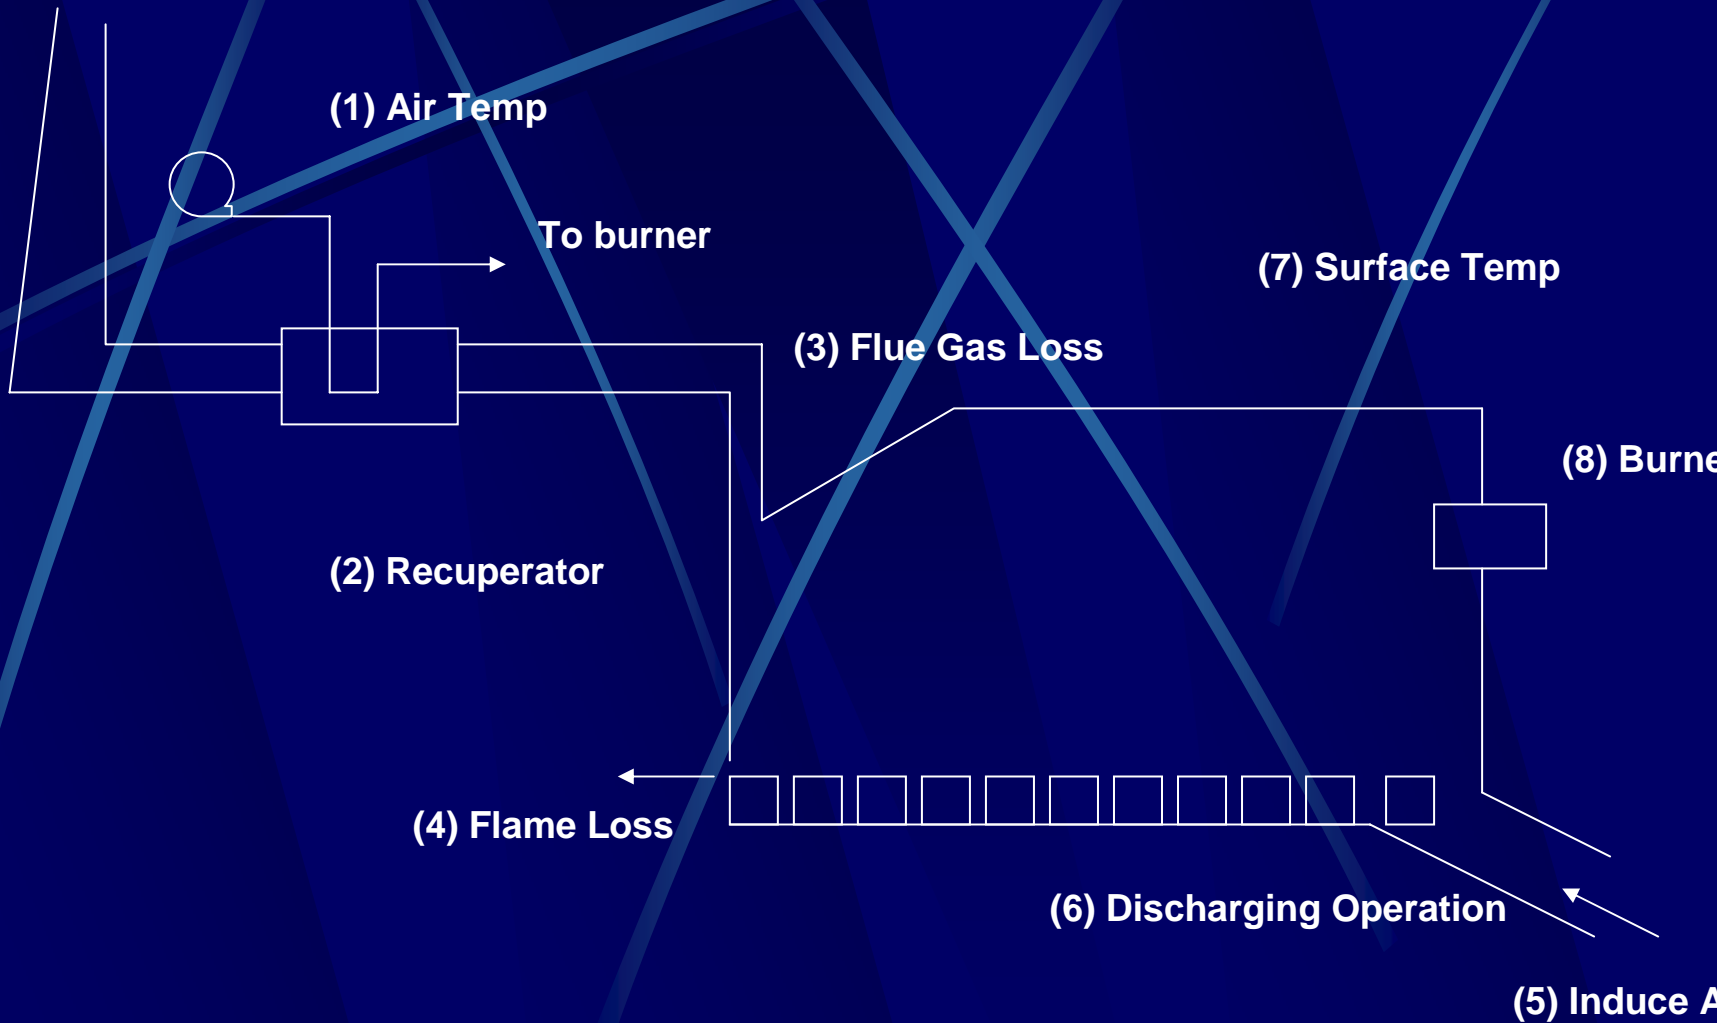 (1) Air Temp
To burner
(7) Surface Temp
(3) Flue Gas Loss
(8) Burne
(2) Recuperator
(4) Flame Loss
(6) Discharging Operation
(5) Induce A